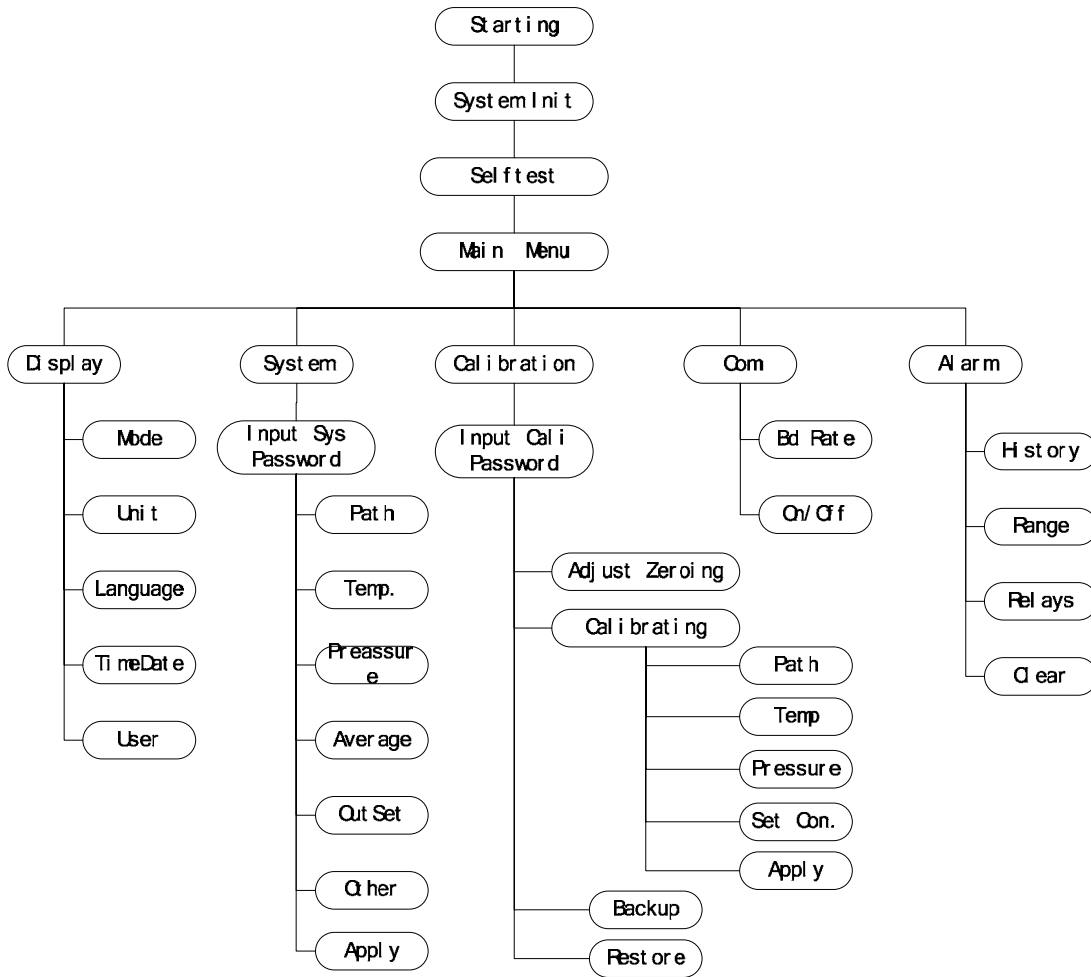 Starting
SystemInit
Selftest
Main Menu
Display
System
Calibration
Com
Alarm
Mode
Unit
Language
TimeDate
User
Input Sys
Password
Path
Temp.
Preassur
e
Average
OutSet
Other
Apply
Input Cali
Password
Adjust Zeroing
Calibrating
Path
Temp
Pressure
Set Con.
Apply
Backup
Restore
Bd Rate
On/Off
History
Range
Relays
Clear